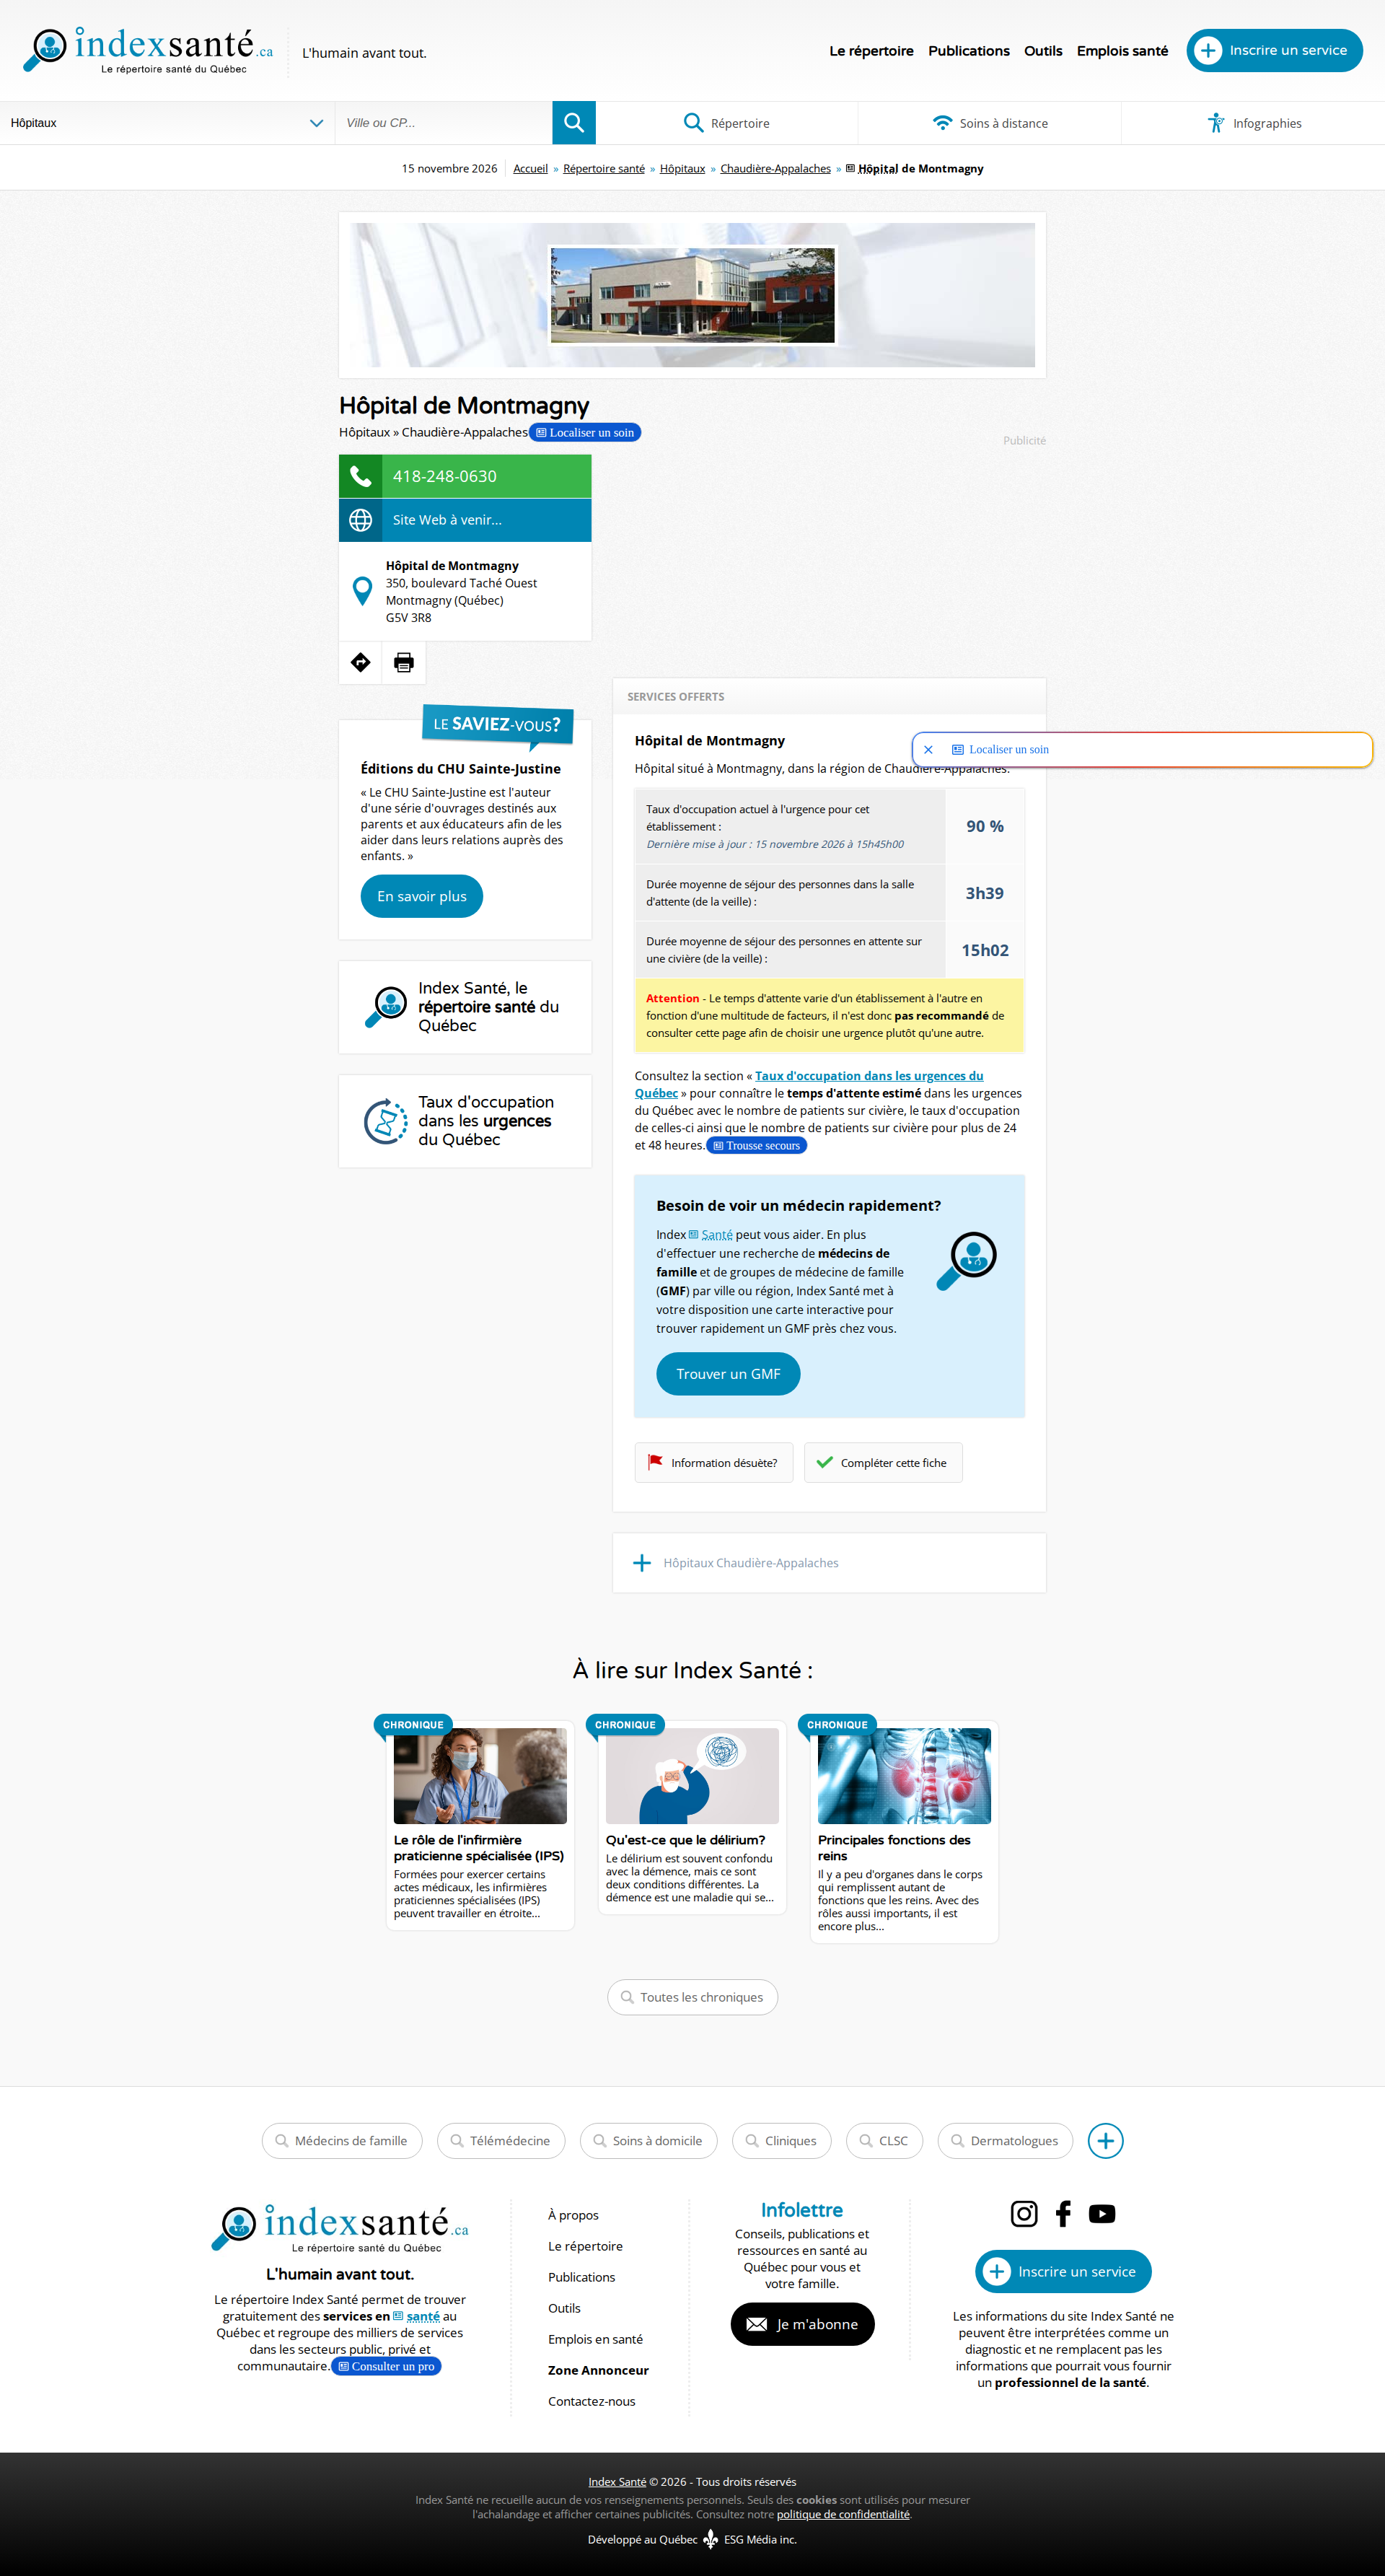 indexsanté.ca
Le répertoire santé du Québec
L'humain avant tout.
Le répertoire
Publications
Outils
Emplois santé
Inscrire un service
Hôpitaux
Ville ou CP...
Répertoire
Soins à distance
Infographies
15 novembre 2026
Accueil » Répertoire santé » Hôpitaux » Chaudière-Appalaches » Hôpital de Montmagny
Hôpital de Montmagny
Hôpitaux » Chaudière-Appalaches Localiser un soin
Publicité
418-248-0630
Site Web à venir...
Hôpital de Montmagny
350, boulevard Taché Ouest
Montmagny (Québec)
G5V 3R8
LE SAVIEZ-VOUS?
Éditions du CHU Sainte-Justine
« Le CHU Sainte-Justine est l'auteur
d'une série d'ouvrages destinés aux
parents et aux éducateurs afin de les
aider dans leurs relations auprès des
enfants. »
En savoir plus
Index Santé, le
répertoire santé du
Québec
Taux d'occupation
dans les urgences
du Québec
SERVICES OFFERTS
Hôpital de Montmagny
Hôpital situé à Montmagny, dans la région de Chaudière-Appalaches.
Localiser un soin
Taux d'occupation actuel à l'urgence pour cet
établissement :
Dernière mise à jour : 15 novembre 2026 à 15h45h00
90 %
Durée moyenne de séjour des personnes dans la salle
d'attente (de la veille) :
3h39
Durée moyenne de séjour des personnes en attente sur
une civière (de la veille) :
15h02
Attention - Le temps d'attente varie d'un établissement à l'autre en
fonction d'une multitude de facteurs, il n'est donc pas recommandé de
consulter cette page afin de choisir une urgence plutôt qu'une autre.
Consultez la section « Taux d'occupation dans les urgences du
Québec » pour connaître le temps d'attente estimé dans les urgences
du Québec avec le nombre de patients sur civière, le taux d'occupation
de celles-ci ainsi que le nombre de patients sur civière pour plus de 24
et 48 heures. Trousse secours
Besoin de voir un médecin rapidement?
Index Santé peut vous aider. En plus
d'effectuer une recherche de médecins de
famille et de groupes de médecine de famille
(GMF) par ville ou région, Index Santé met à
votre disposition une carte interactive pour
trouver rapidement un GMF près chez vous.
Trouver un GMF
Information désuète?
Compléter cette fiche
Hôpitaux Chaudière-Appalaches
À lire sur Index Santé :
CHRONIQUE
Le rôle de l'infirmière
praticienne spécialisée (IPS)
Formées pour exercer certains
actes médicaux, les infirmières
praticiennes spécialisées (IPS)
peuvent travailler en étroite...
CHRONIQUE
Qu'est-ce que le délirium?
Le délirium est souvent confondu
avec la démence, mais ce sont
deux conditions différentes. La
démence est une maladie qui se...
CHRONIQUE
Principales fonctions des
reins
Il y a peu d'organes dans le corps
qui remplissent autant de
fonctions que les reins. Avec des
rôles aussi importants, il est
encore plus...
Toutes les chroniques
Médecins de famille
Télémédecine
Soins à domicile
Cliniques
CLSC
Dermatologues
indexsanté.ca
Le répertoire santé du Québec
L'humain avant tout.
Le répertoire Index Santé permet de trouver
gratuitement des services en santé au
Québec et regroupe des milliers de services
dans les secteurs public, privé et
communautaire. Consulter un pro
À propos
Le répertoire
Publications
Outils
Emplois en santé
Zone Annonceur
Contactez-nous
Infolettre
Conseils, publications et
ressources en santé au
Québec pour vous et
votre famille.
Je m'abonne
Inscrire un service
Les informations du site Index Santé ne
peuvent être interprétées comme un
diagnostic et ne remplacent pas les
informations que pourrait vous fournir
un professionnel de la santé.
Index Santé © 2026 - Tous droits réservés
Index Santé ne recueille aucun de vos renseignements personnels. Seuls des cookies sont utilisés pour mesurer
l'achalandage et afficher certaines publicités. Consultez notre politique de confidentialité.
Développé au Québec ESG Média inc.